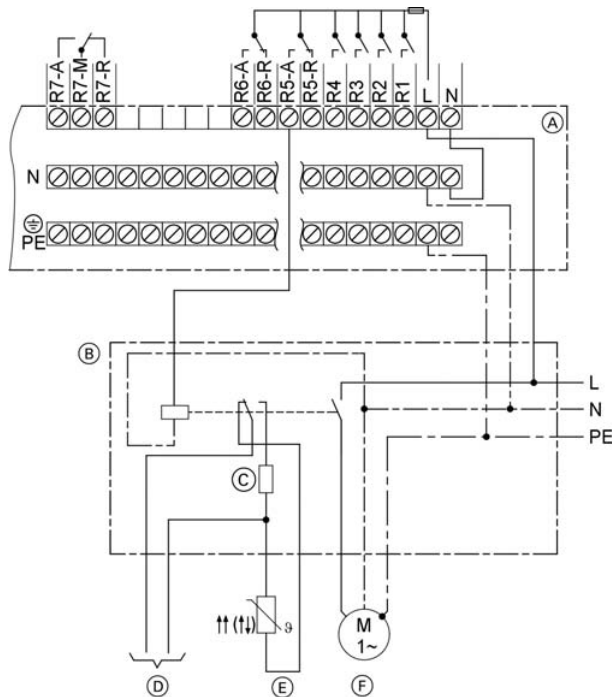 R7-A
R7-M
R7-R
R6-A
R6-R
R5-A
R5-R
R4
R3
R2
R1
L
N
A
N
PE
B
L
N
PE
C
ϑ
M
1~
D
E
F